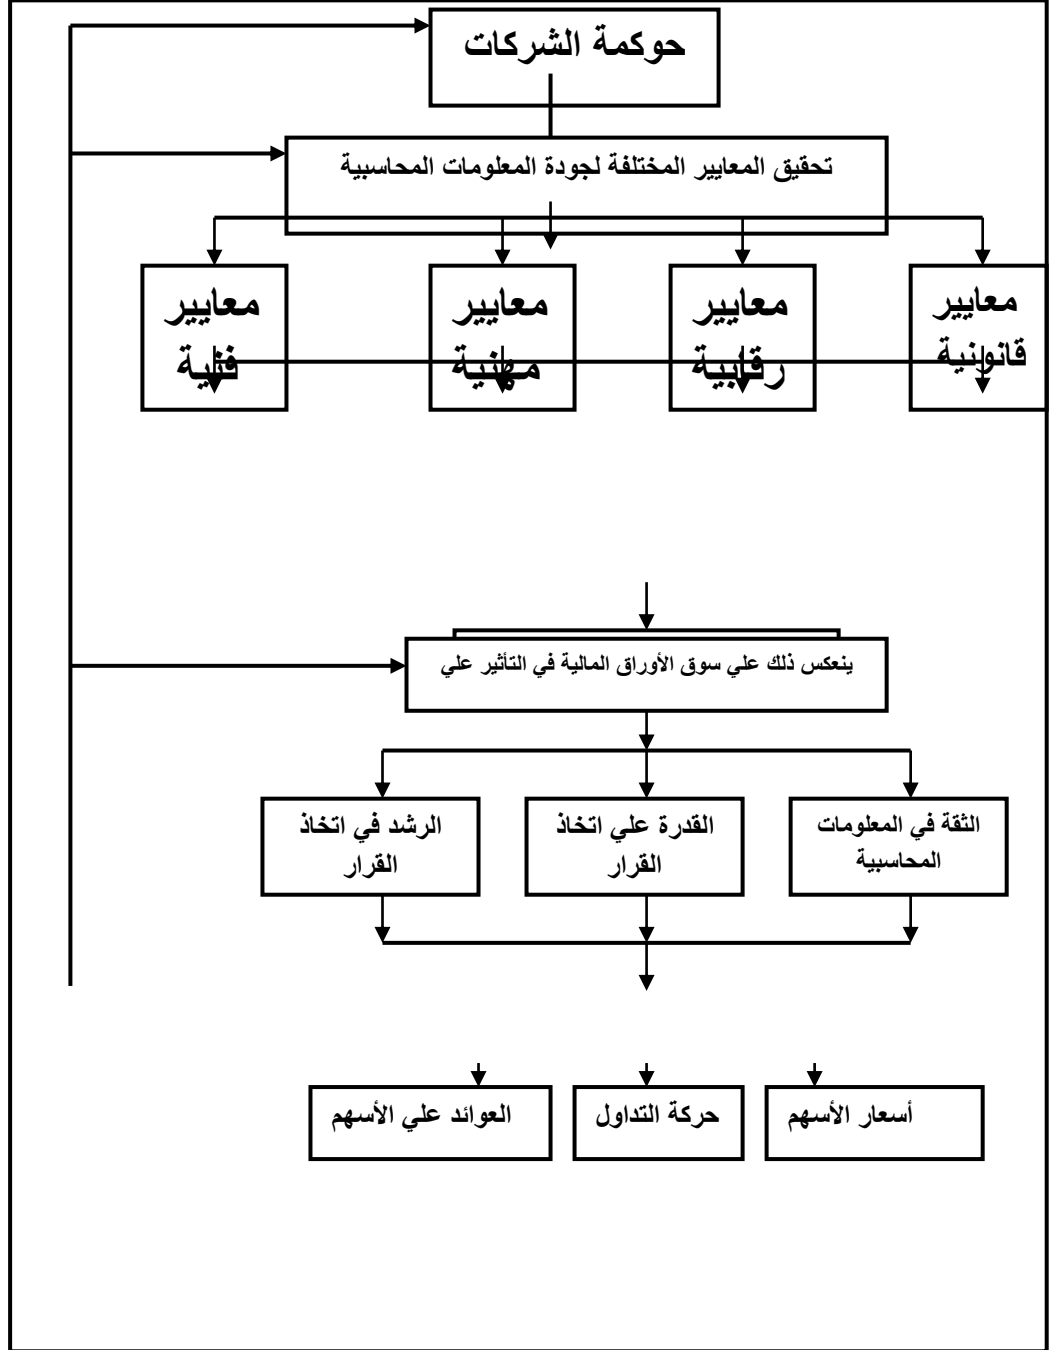 حوكمة الشركات
تحقيق المعايير المختلفة لجودة المعلومات المحاسبية
معايير
قانونية
معايير
رقابية
معايير
مهنية
معايير
فنية
ينعكس ذلك علي سوق الأوراق المالية في التأثير علي
الثقة في المعلومات
المحاسبية
القدرة علي اتخاذ
القرار
الرشد في اتخاذ
القرار
أسعار الأسهم
حركة التداول
العوائد علي الأسهم